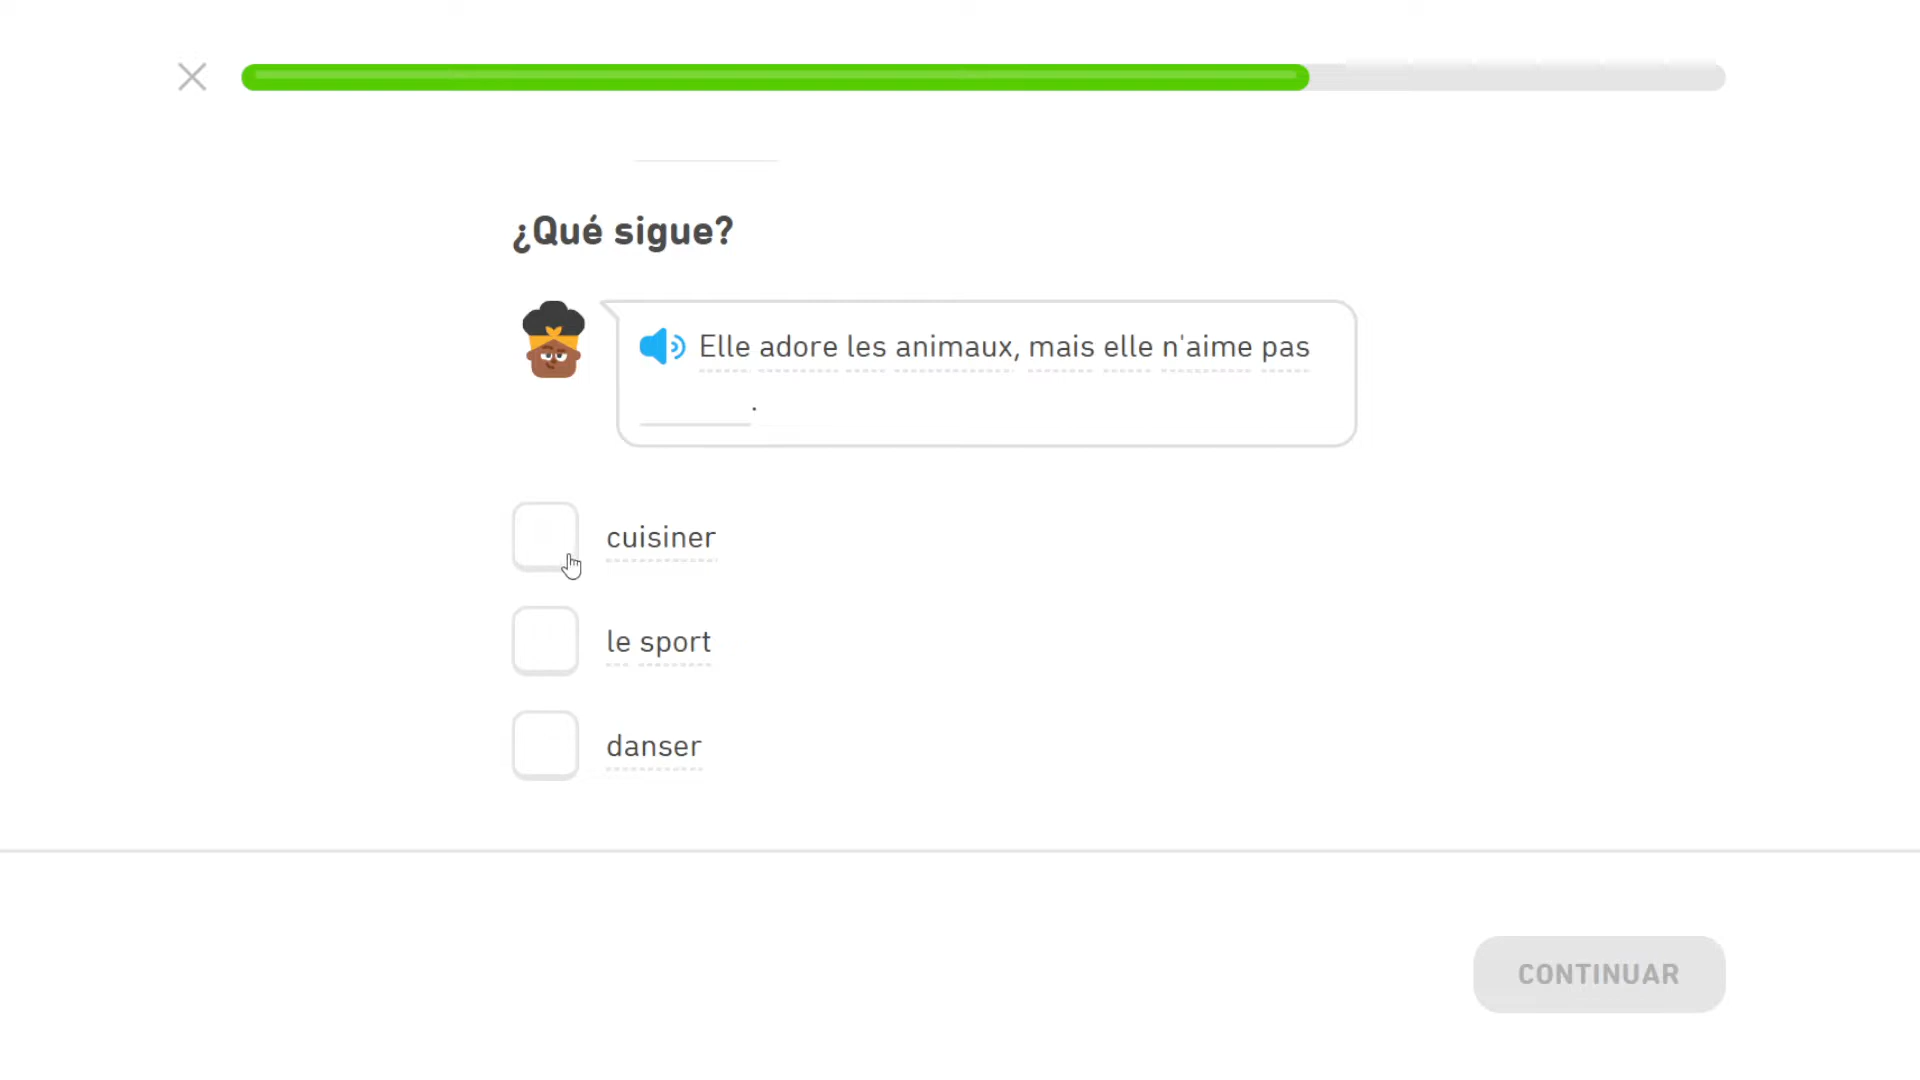 ¿Qué sigue?
Elle adore les animaux, mais elle n'aime pas
.
cuisiner
le sport
danser
CONTINUAR